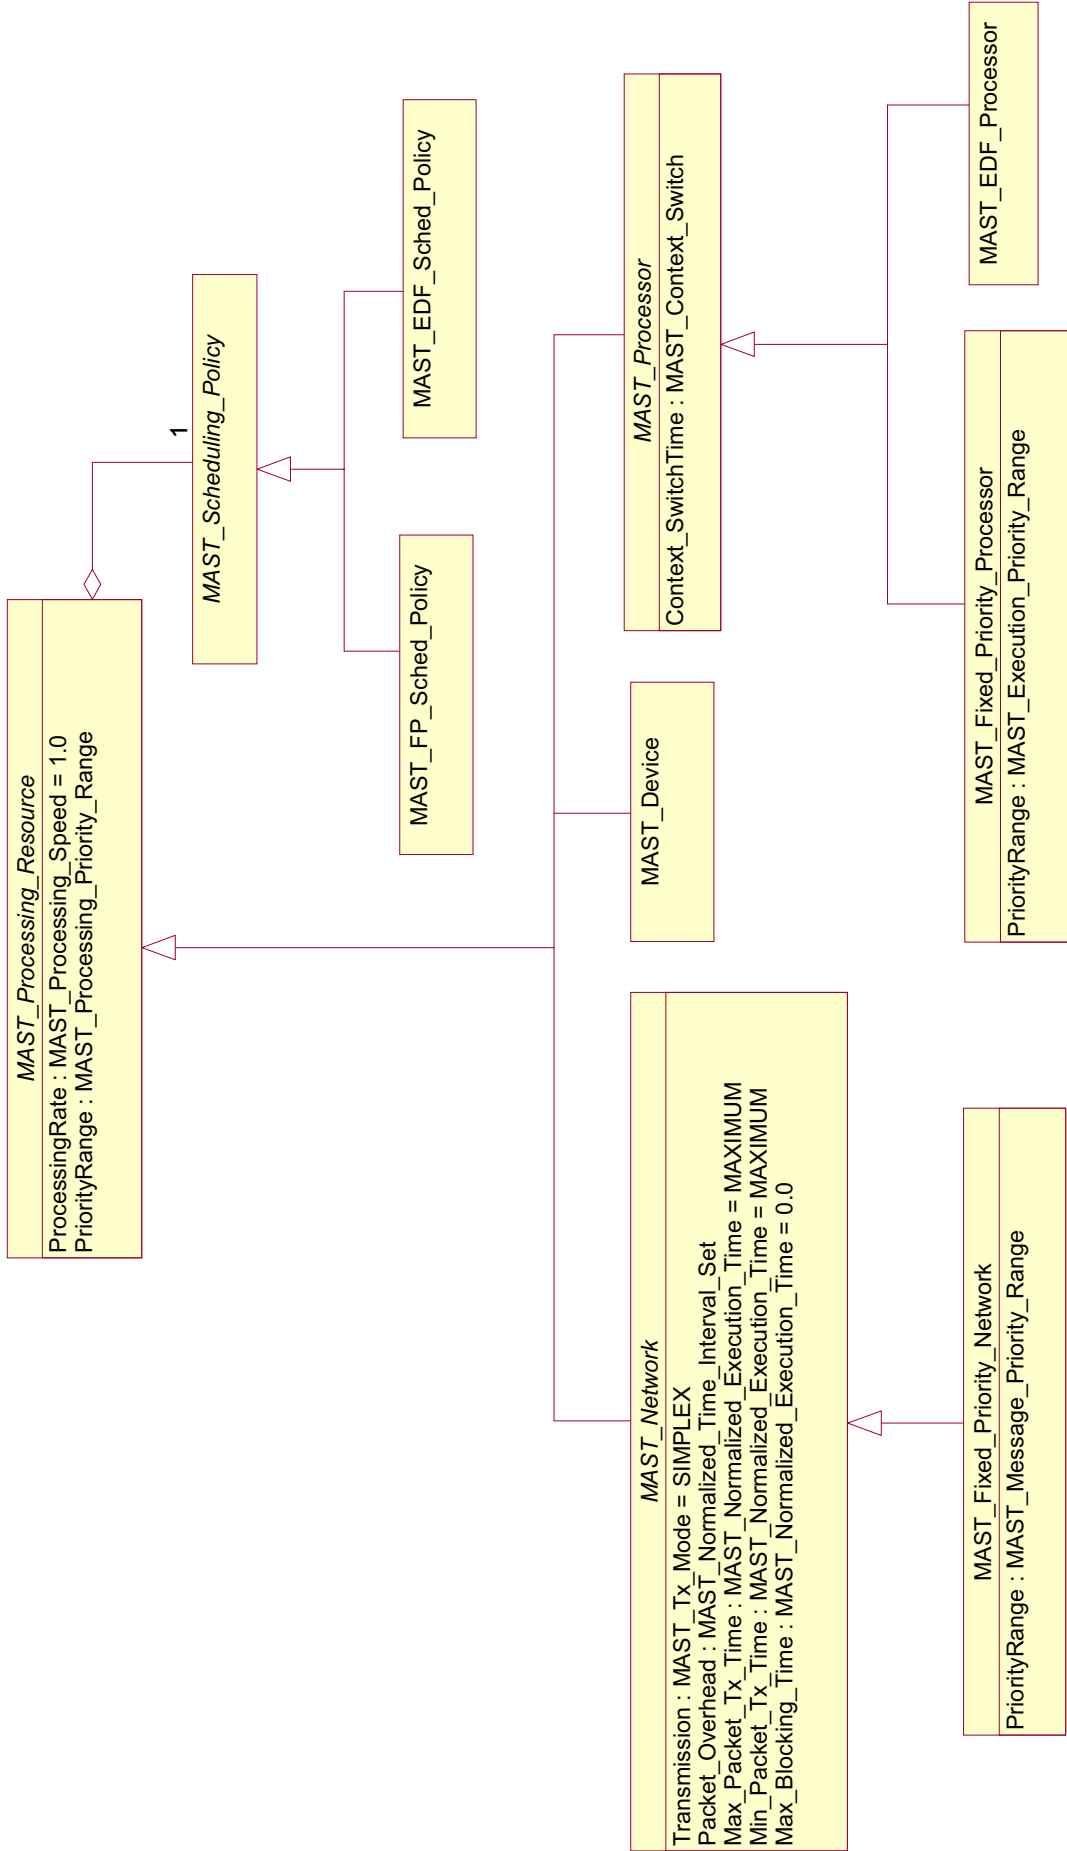 MAST_Processing_Resource
ProcessingRate : MAST_Processing_Speed = 1.0
PriorityRange : MAST_Processing_Priority_Range
1
MAST_Scheduling_Policy
MAST_FP_Sched_Policy
MAST_EDF_Sched_Policy
MAST_Network
Transmission : MAST_Tx_Mode = SIMPLEX
Packet_Overhead : MAST_Normalized_Time_Interval_Set
Max_Packet_Tx_Time : MAST_Normalized_Execution_Time = MAXIMUM
Min_Packet_Tx_Time : MAST_Normalized_Execution_Time = MAXIMUM
Max_Blocking_Time : MAST_Normalized_Execution_Time = 0.0
MAST_Device
MAST_Processor
Context_SwitchTime : MAST_Context_Switch
MAST_Fixed_Priority_Network
PriorityRange : MAST_Message_Priority_Range
MAST_Fixed_Priority_Processor
PriorityRange : MAST_Execution_Priority_Range
MAST_EDF_Processor